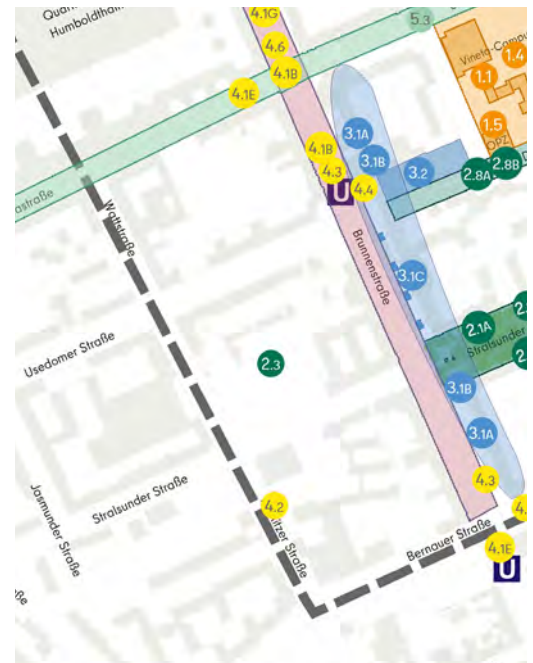 Humboldthain
4.1G
5.3
4.6
Vineta-Campu
1.4
4.1B
1.1
4.1E
3.1A
1.5
4.1B
3.1B
OPZ
4.3
3.2
2.8A
2.8B
U
4.4
astraße
Wattstraße
Brunnenstraße
3.1C
2.1A
Usedomer Straße
Stralsunder
2.3
3.1B
3.1A
4.3
Stralsunder Straße
4.2
itzer Straße
Jasmunder Straße
Bernauer Straße
4.1E
U